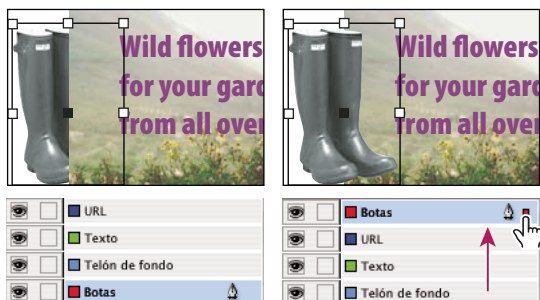 Wild flowers
for your gard
from all over
Wild flowers
for your gard
from all over
URL
Texto
Telón de fondo
Botas
Botas
URL
Texto
Telón de fondo